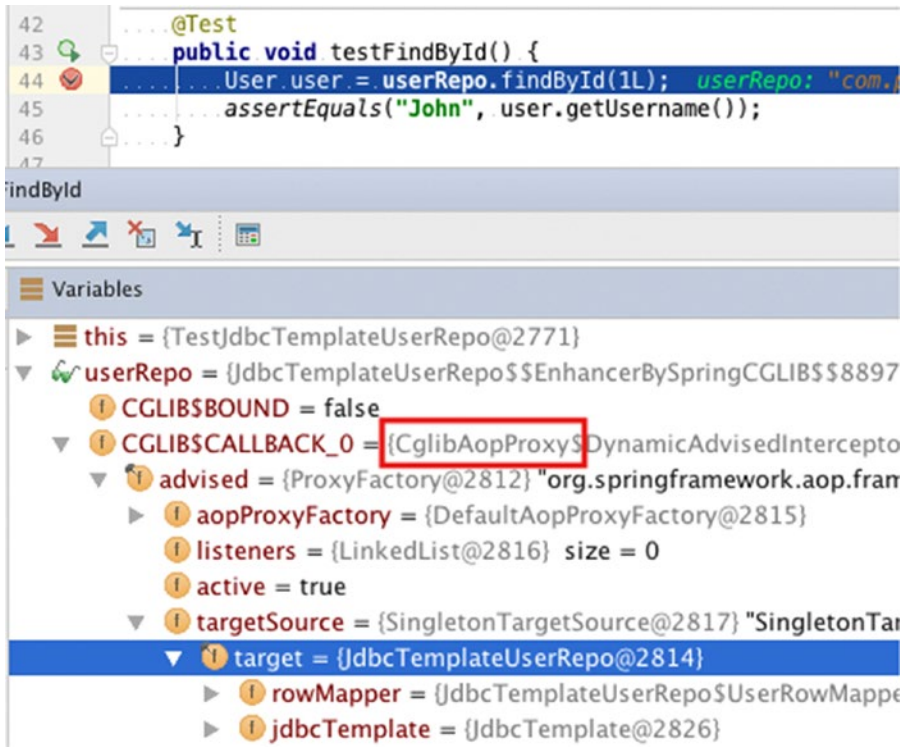 42 @Test
43 public void testFindById() {
44 User user = userRepo.findById(1L); userRepo: "com.p
45 assertEquals("John", user.getUsername());
46 }
47
FindById
Variables
this = {TestJdbcTemplateUserRepo@2771}
userRepo = {JdbcTemplateUserRepo$$EnhancerBySpringCGLIB$$8897
CGLIB$BOUND = false
CGLIB$CALLBACK_0 = {CglibAopProxy$DynamicAdvisedIntercepto
advised = {ProxyFactory@2812} "org.springframework.aop.fram
aopProxyFactory = {DefaultAopProxyFactory@2815}
listeners = {LinkedList@2816} size = 0
active = true
targetSource = {SingletonTargetSource@2817} "SingletonTar
target = {JdbcTemplateUserRepo@2814}
rowMapper = {JdbcTemplateUserRepo$UserRowMappe
jdbcTemplate = {JdbcTemplate@2826}